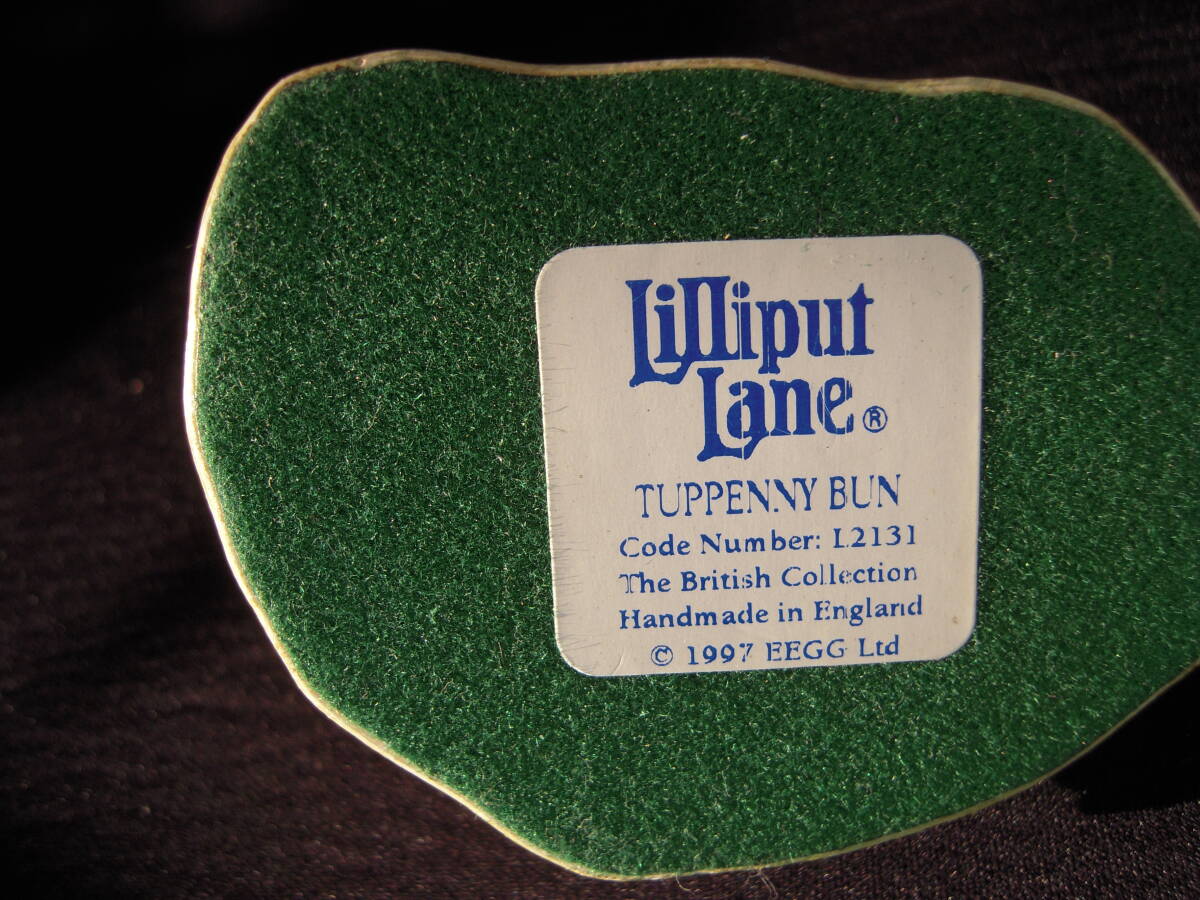 Lilliput
Lane®
TUPPENNY BUN
Code Number: L2131
The British Collection
Handmade in England
© 1997 EEGG Ltd